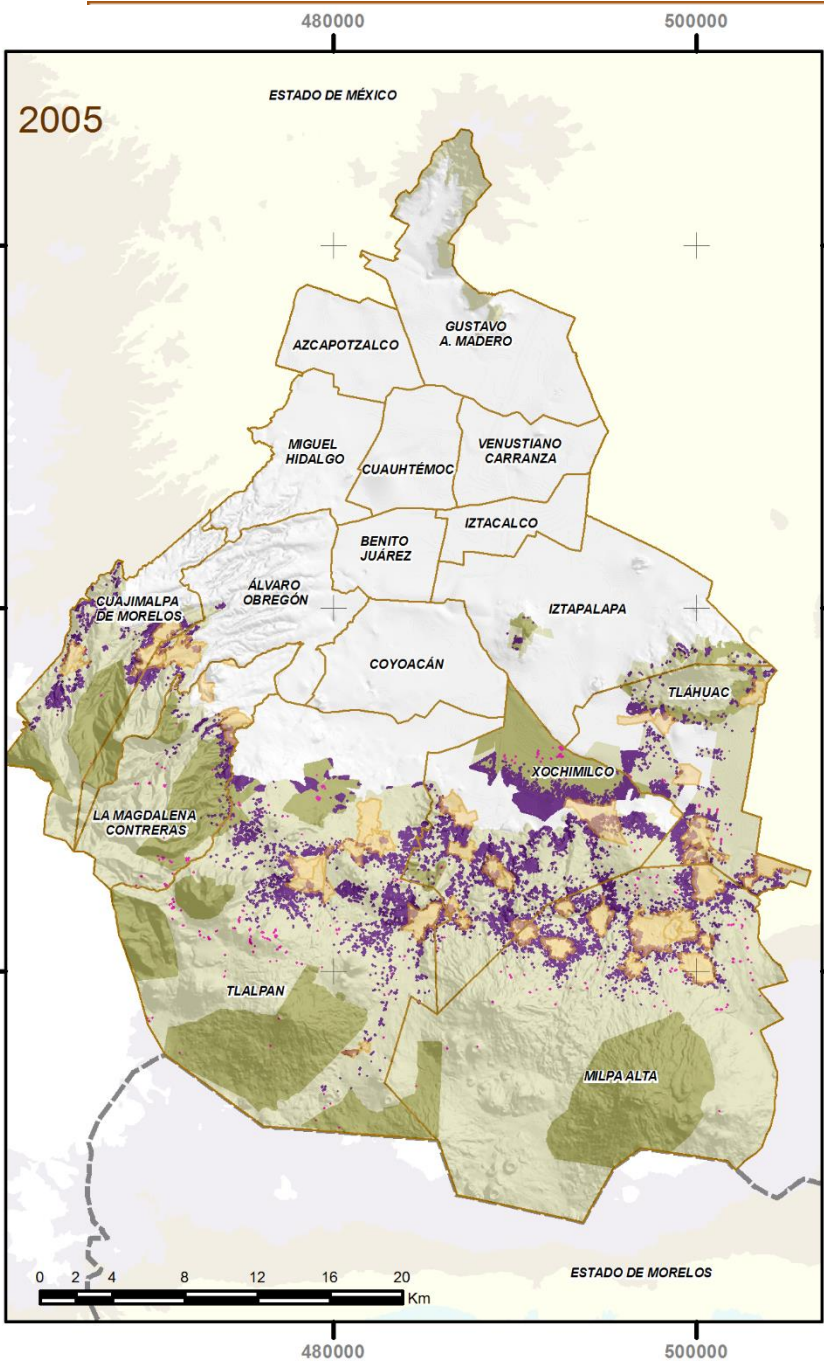 480000
500000
ESTADO DE MÉXICO
2005
GUSTAVO
A. MADERO
AZCAPOTZALCO
MIGUEL
HIDALGO
VENUSTIANO
CARRANZA
CUAUHTÉMOC
IZTACALCO
BENITO
JUÁREZ
ÁLVARO
OBREGÓN
CUAJIMALPA
DE MORELOS
IZTAPALAPA
COYOACÁN
TLÁHUAC
XOCHIMILCO
LA MAGDALENA
CONTRERAS
TLALPAN
MILPA ALTA
ESTADO DE MORELOS
0 2 4 8 12 16 20
Km
480000
500000